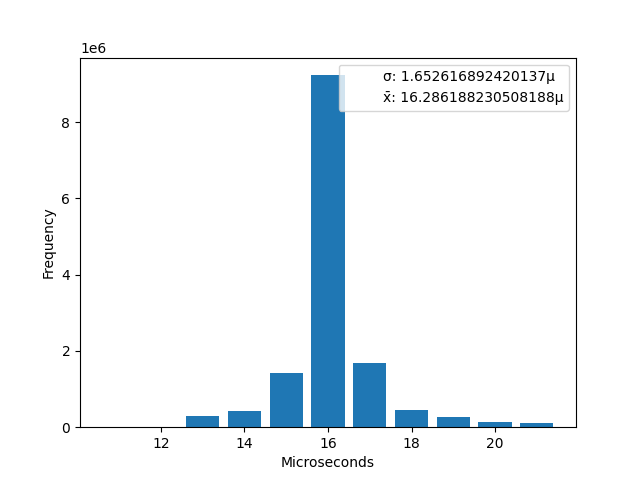 1e6
σ: 1.652616892420137μ
x̄: 16.286188230508188μ
8
6
4
2
0
Frequency
12 14 16 18 20
Microseconds